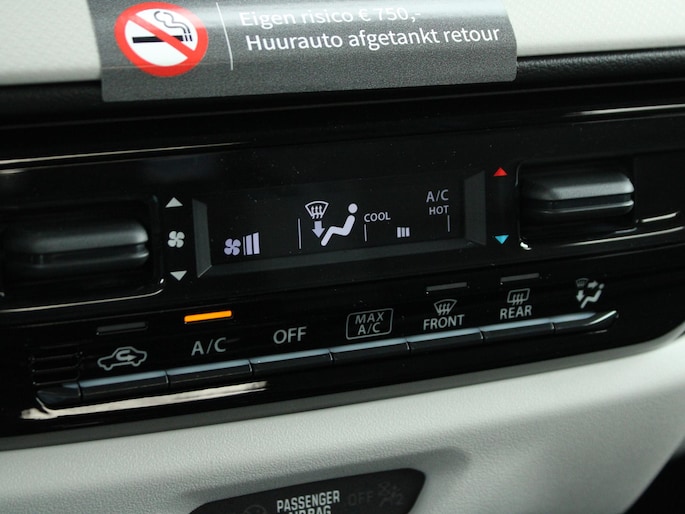 Eigen risico € 750,-
Huurauto afgetankt retour
A/C
COOL
HOT
A/C
OFF
MAX
A/C
FRONT
REAR
PASSENGER
AIRBAG
OFF